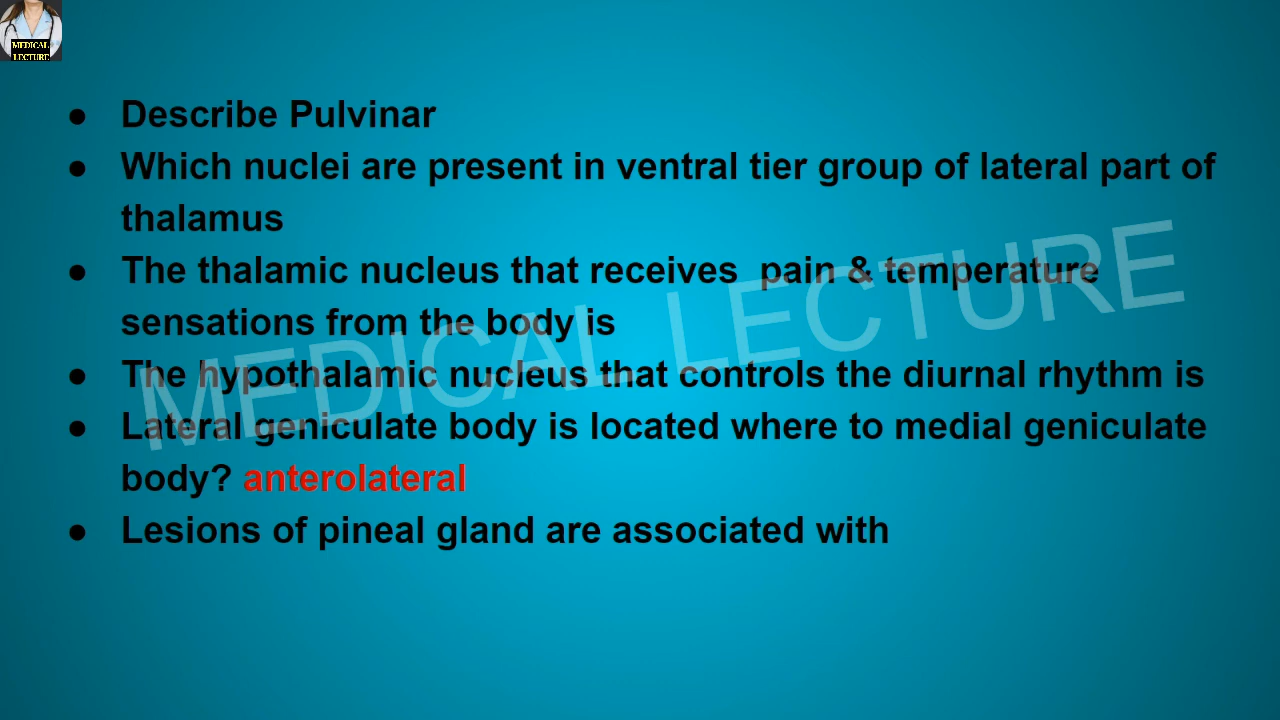 MEDICAL
LECTURE
● Describe Pulvinar
● Which nuclei are present in ventral tier group of lateral part of
thalamus
● The thalamic nucleus that receives  pain & temperature
sensations from the body is
● The hypothalamic nucleus that controls the diurnal rhythm is
● Lateral geniculate body is located where to medial geniculate
body? anterolateral
● Lesions of pineal gland are associated with
MEDICAL LECTURE